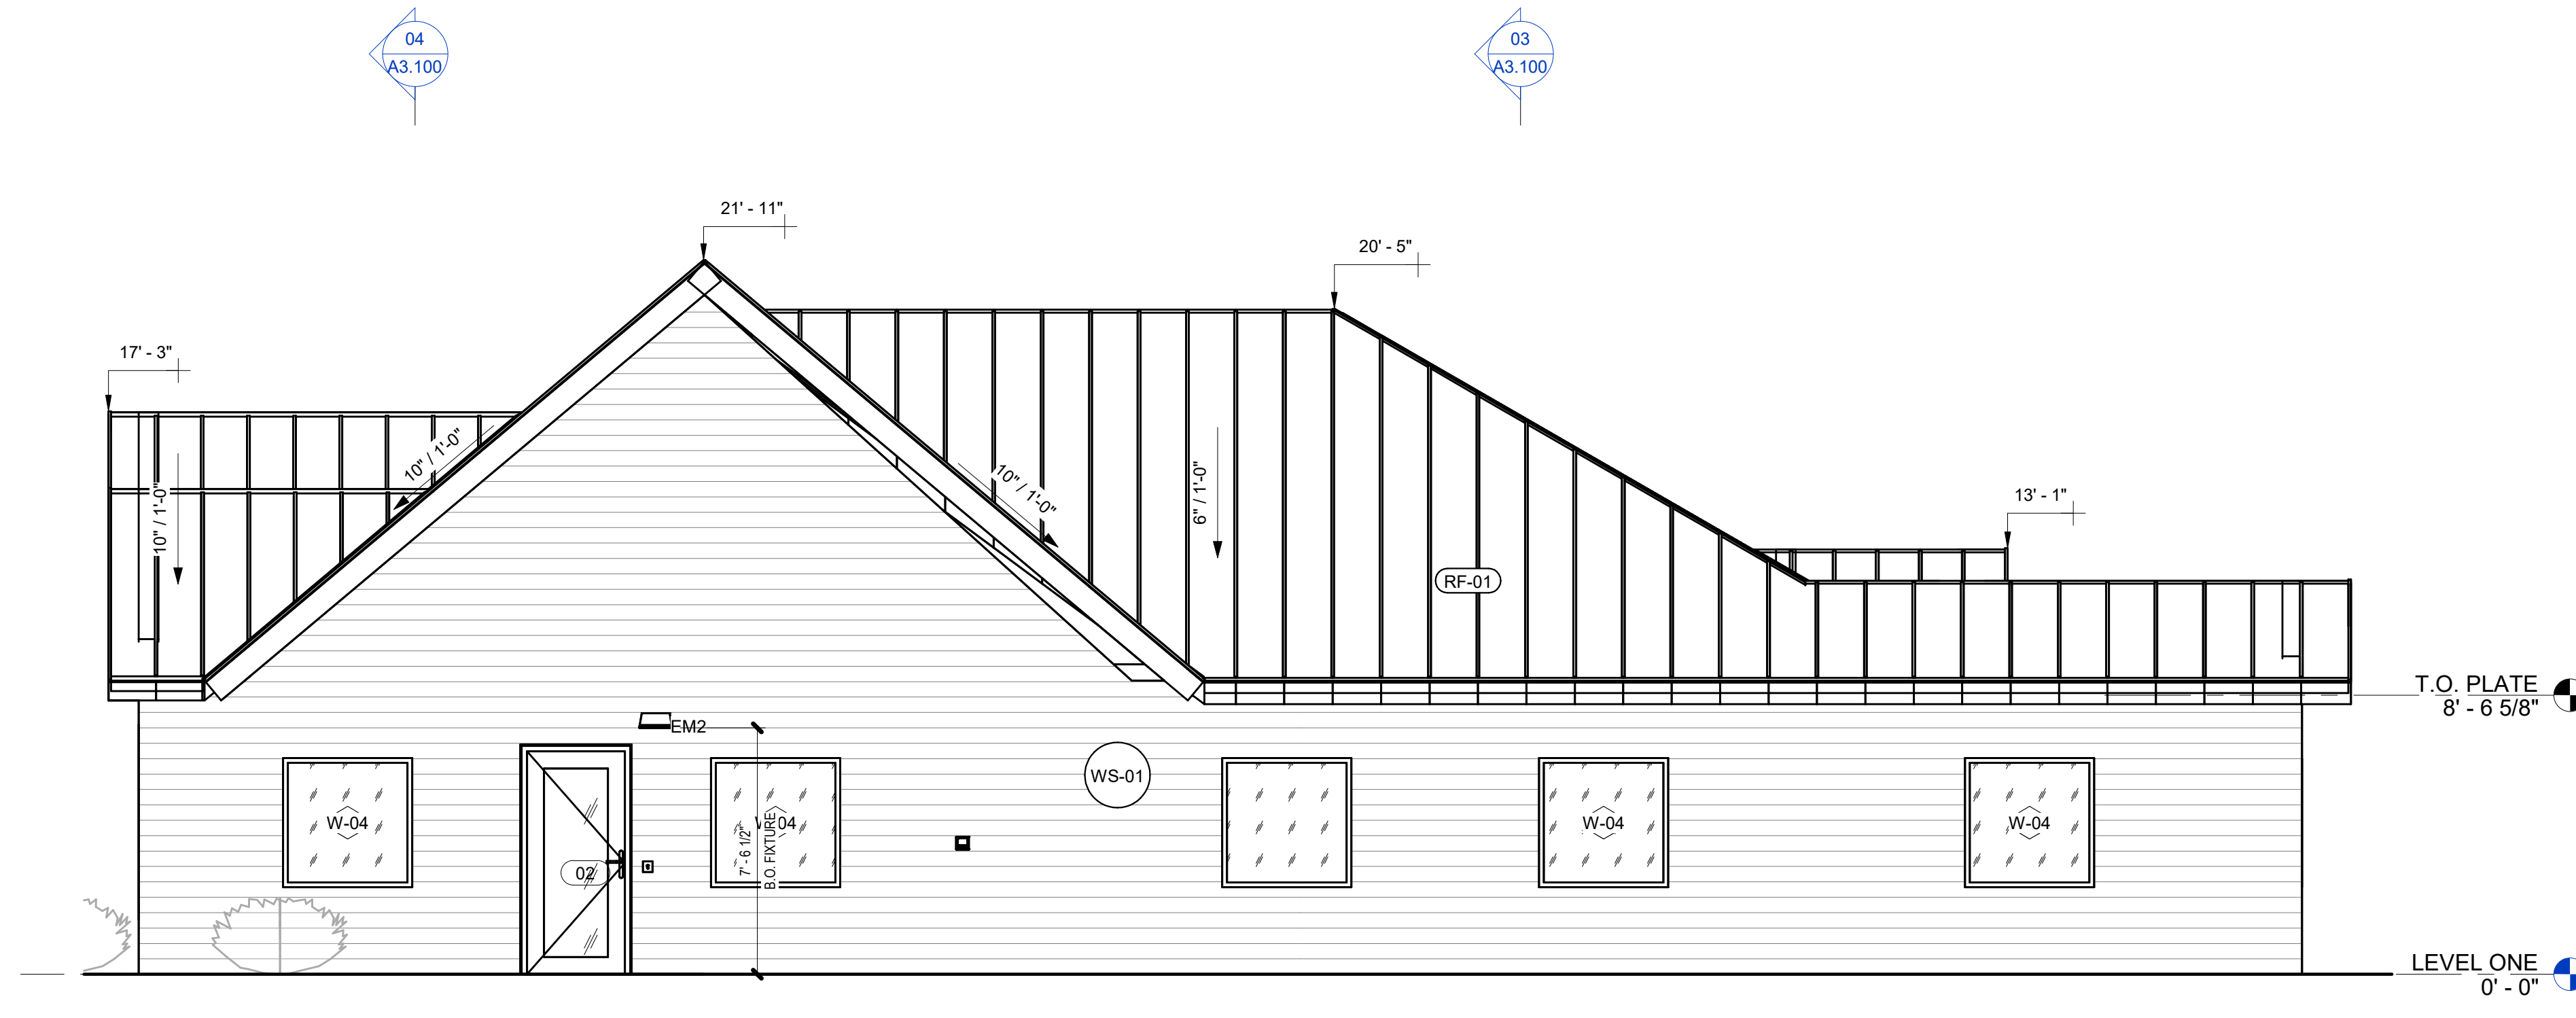 04
A3.100
03
A3.100
21' - 11"
20' - 5"
17' - 3"
13' - 1"
10" / 1'-0"
10" / 1'-0"
10" / 1'-0"
6" / 1'-0"
RF-01
T.O. PLATE
8' - 6 5/8"
EM2
WS-01
W-04
W-04
W-04
W-04
7' - 6 1/2"
B.O. FIXTURE
02
LEVEL ONE
0' - 0"